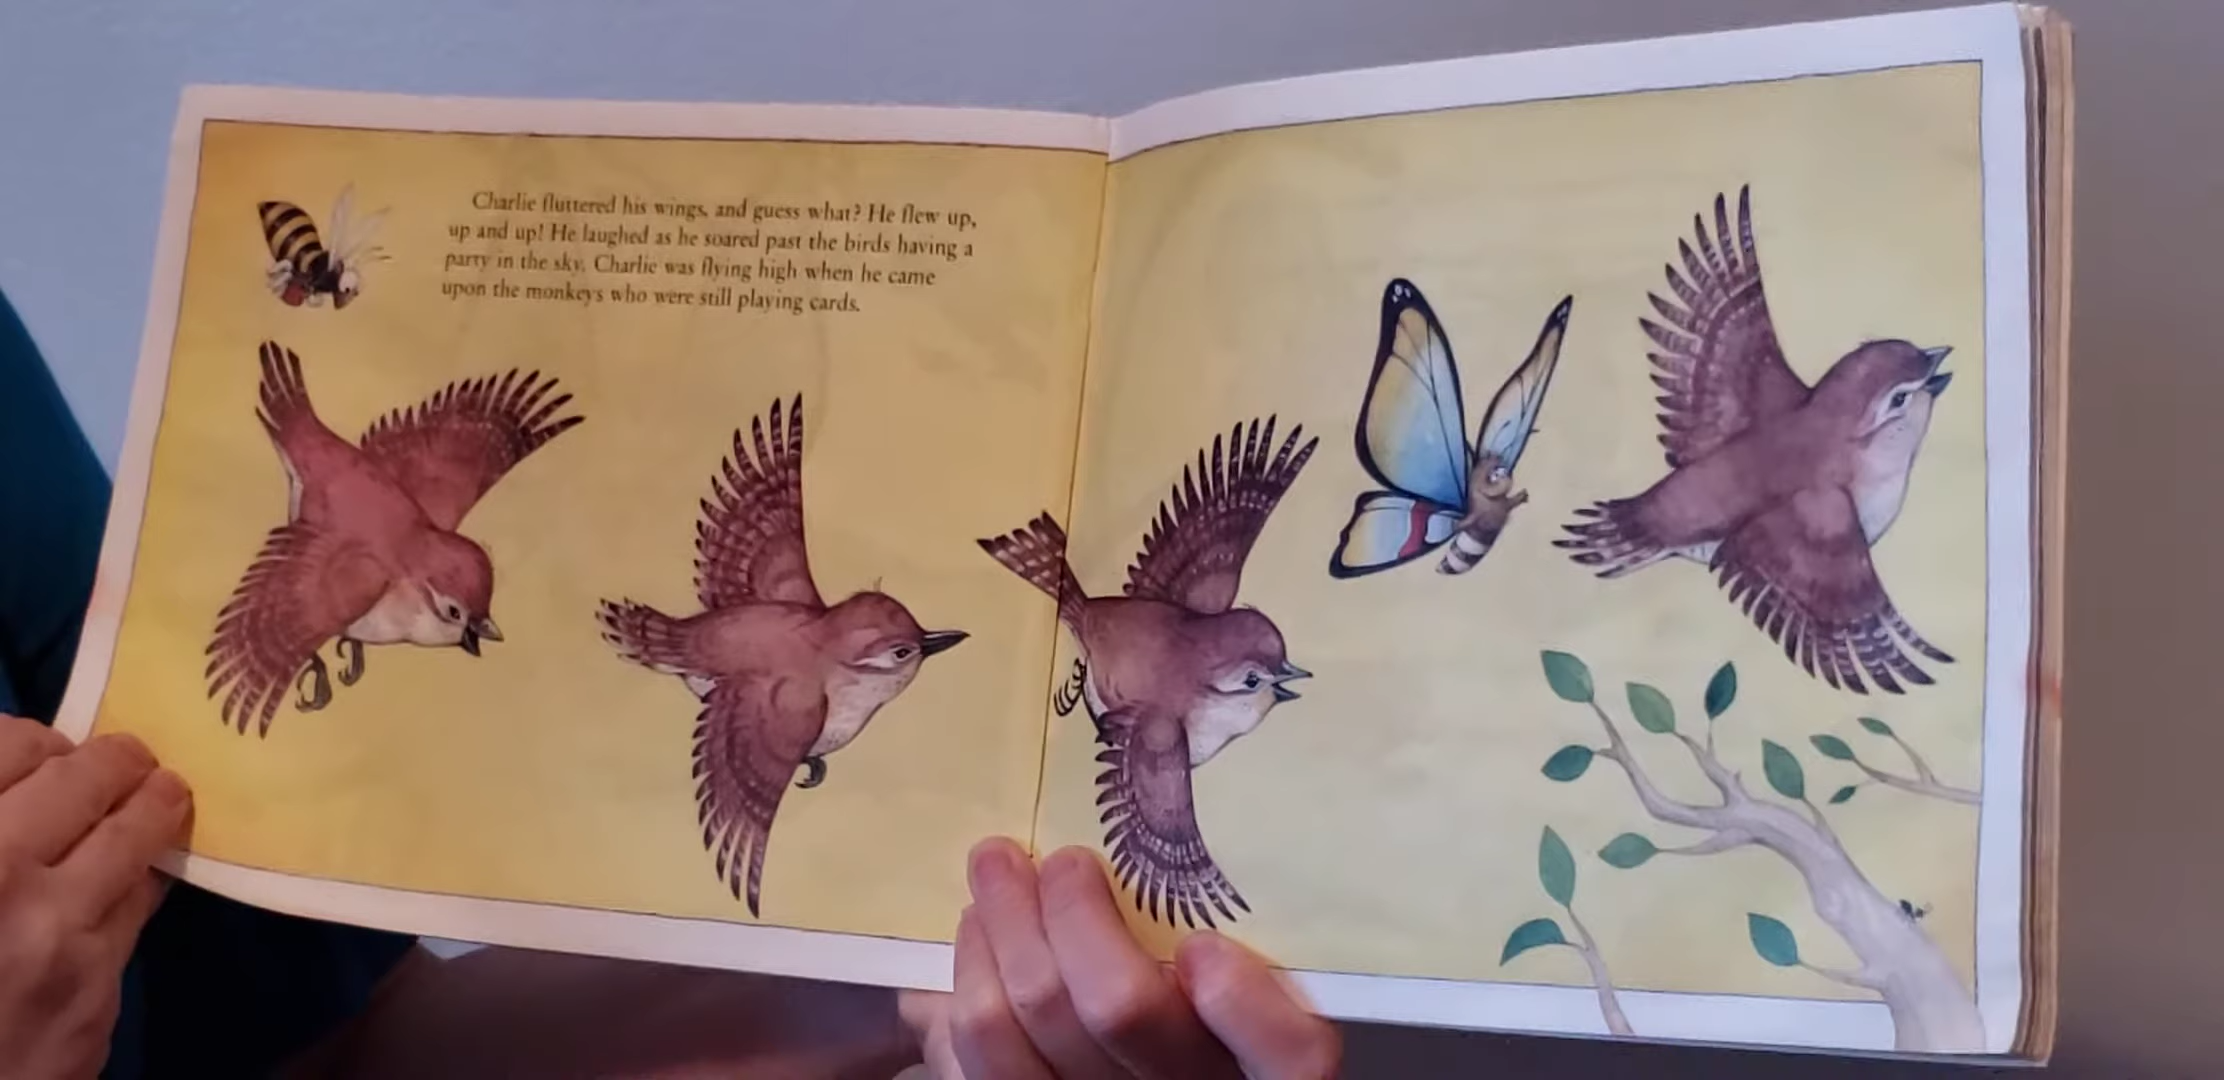 Charlie fluttered his wings, and guess what? He flew up,
up and up! He laughed as he soared past the birds having a
party in the sky. Charlie was flying high when he came
upon the monkeys who were still playing cards.